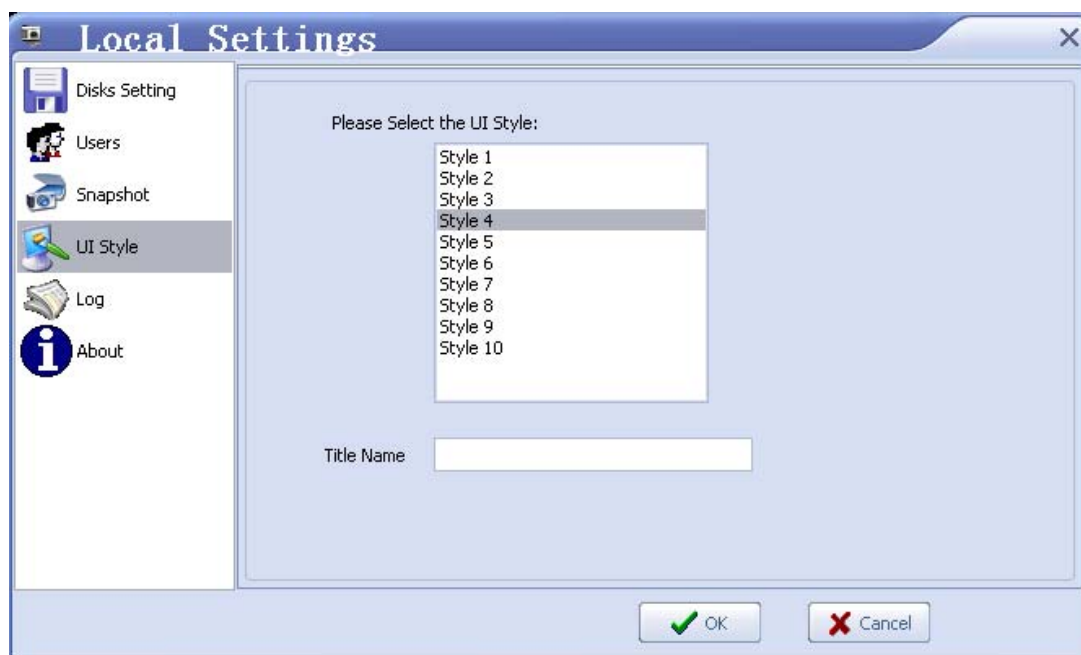 Local Settings
Disks Setting
Users
Snapshot
UI Style
Log
About
Please Select the UI Style:
Style 1
Style 2
Style 3
Style 4
Style 5
Style 6
Style 7
Style 8
Style 9
Style 10
Title Name
OK
Cancel